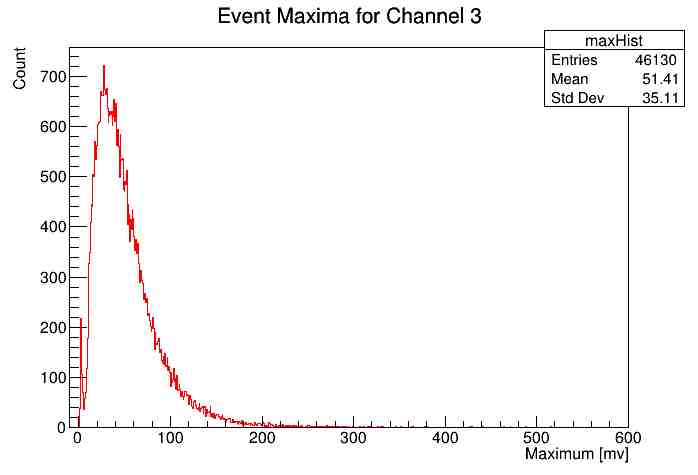 Event Maxima for Channel 3
maxHist
Entries 46130
Mean 51.41
Std Dev 35.11
Count
700
600
500
400
300
200
100
0
0 100 200 300 400 500 600
Maximum [mv]